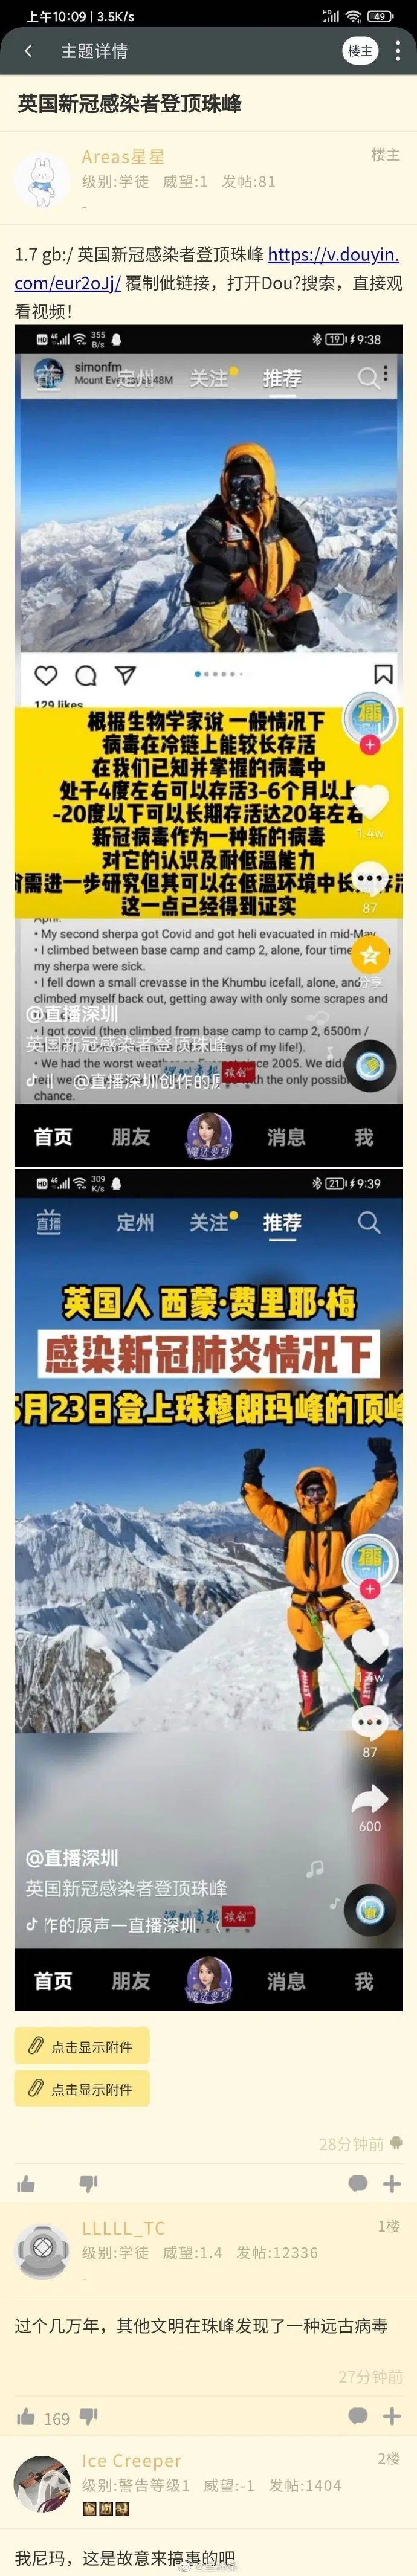 上午10:09 | 3.5K/s
49
主题详情
楼主
英国新冠感染者登顶珠峰
Areas星星
楼主
级别:学徒 威望:1 发帖:81
-
1.7 gb:/ 英国新冠感染者登顶珠峰 https://v.douyin.
com/eur2oJj/ 覆制佌链接，打开Dou?搜索，直接观
看视频！
355 B/s
19
9:38
simonfm
Mount Everest 8848M
定州
关注
推荐
129 likes
根据生物学家说 一般情况下
病毒在冷链上能较长存活
在我们已知并掌握的病毒中
处于4度左右可以存活3-6个月以上
-20度以下可以长期存活达20年左右
新冠病毒作为一种新的病毒
对它的认识及耐低温能力
尚需进一步研究但其可以在低温环境中长
这一点已经得到证实
1.4w
87
分享
April.
• My second sherpa got Covid and got heli evacuated in mid-May
• I climbed between base camp and camp 2, alone, four time
my sherpa were sick.
• I fell down a small crevasse in the Khumbu icefall, alone, and
climbed myself back out, getting away with only some scrapes and
• I got covid (then climbed from base camp to camp 2, 6500m /
ays of my life!).
• We had the worst weat
since 2005. We did
th the only possib
chance.
@直播深圳
英国新冠感染者登顶珠峰
@直播深圳创作的原
读创
首页
朋友
魔法变身
消息
我
309 K/s
21
9:39
直播
定州
关注
推荐
英国人 西蒙·费里耶·梅
感染新冠肺炎情况下
5月23日登上珠穆朗玛峰的顶峰
87
600
@直播深圳
英国新冠感染者登顶珠峰
深圳商报
读创
作的原声一直播深圳
首页
朋友
魔法变身
消息
我
点击显示附件
点击显示附件
28分钟前
LLLLL_TC
1楼
级别:学徒 威望:1.4 发帖:12336
-
过个几万年，其他文明在珠峰发现了一种远古病毒
27分钟前
169
Ice Creeper
2楼
级别:警告等级1 威望:-1 发帖:1404
我尼玛，这是故意来搞事的吧